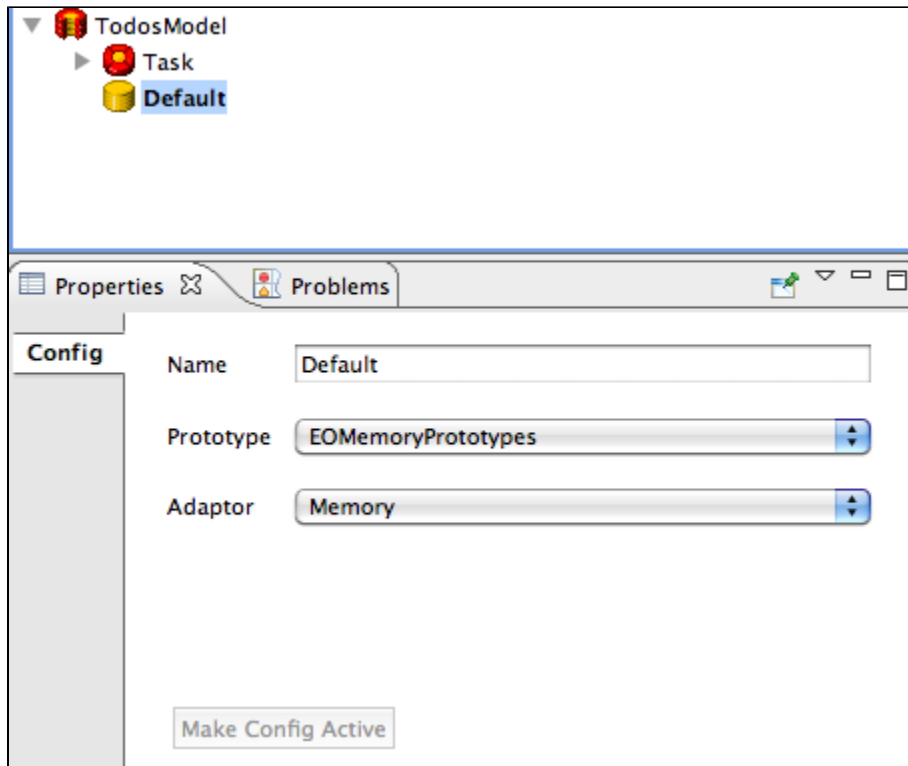 TodosModel
Task
Default
Properties Problems
Config
Name Default
Prototype EOMemoryPrototypes
Adaptor Memory
Make Config Active